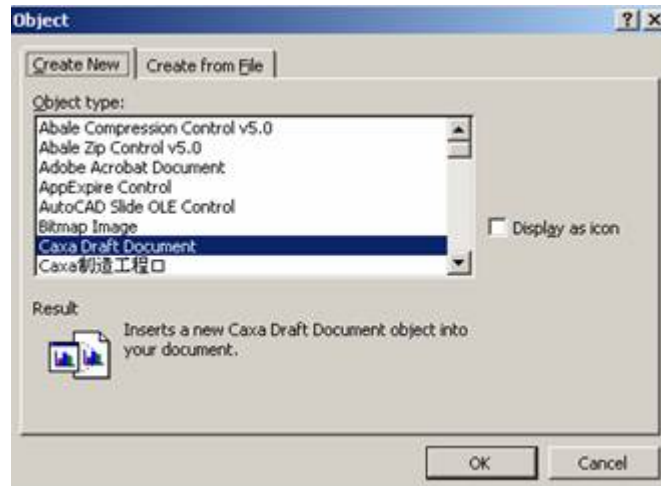 Object
Create New
Create from File
Object type:
Abale Compression Control v5.0
Abale Zip Control v5.0
Adobe Acrobat Document
AppExpire Control
AutoCAD Slide OLE Control
Bitmap Image
Caxa Draft Document
Caxa制造工程口
Display as icon
Result
Inserts a new Caxa Draft Document object into
your document.
OK
Cancel